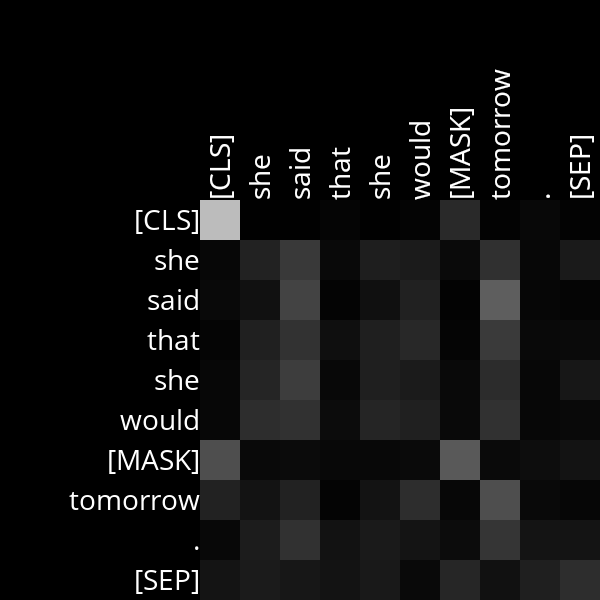 [CLS] she said that she would [MASK] tomorrow . [SEP]
[CLS]
she
said
that
she
would
[MASK]
tomorrow
.
[SEP]